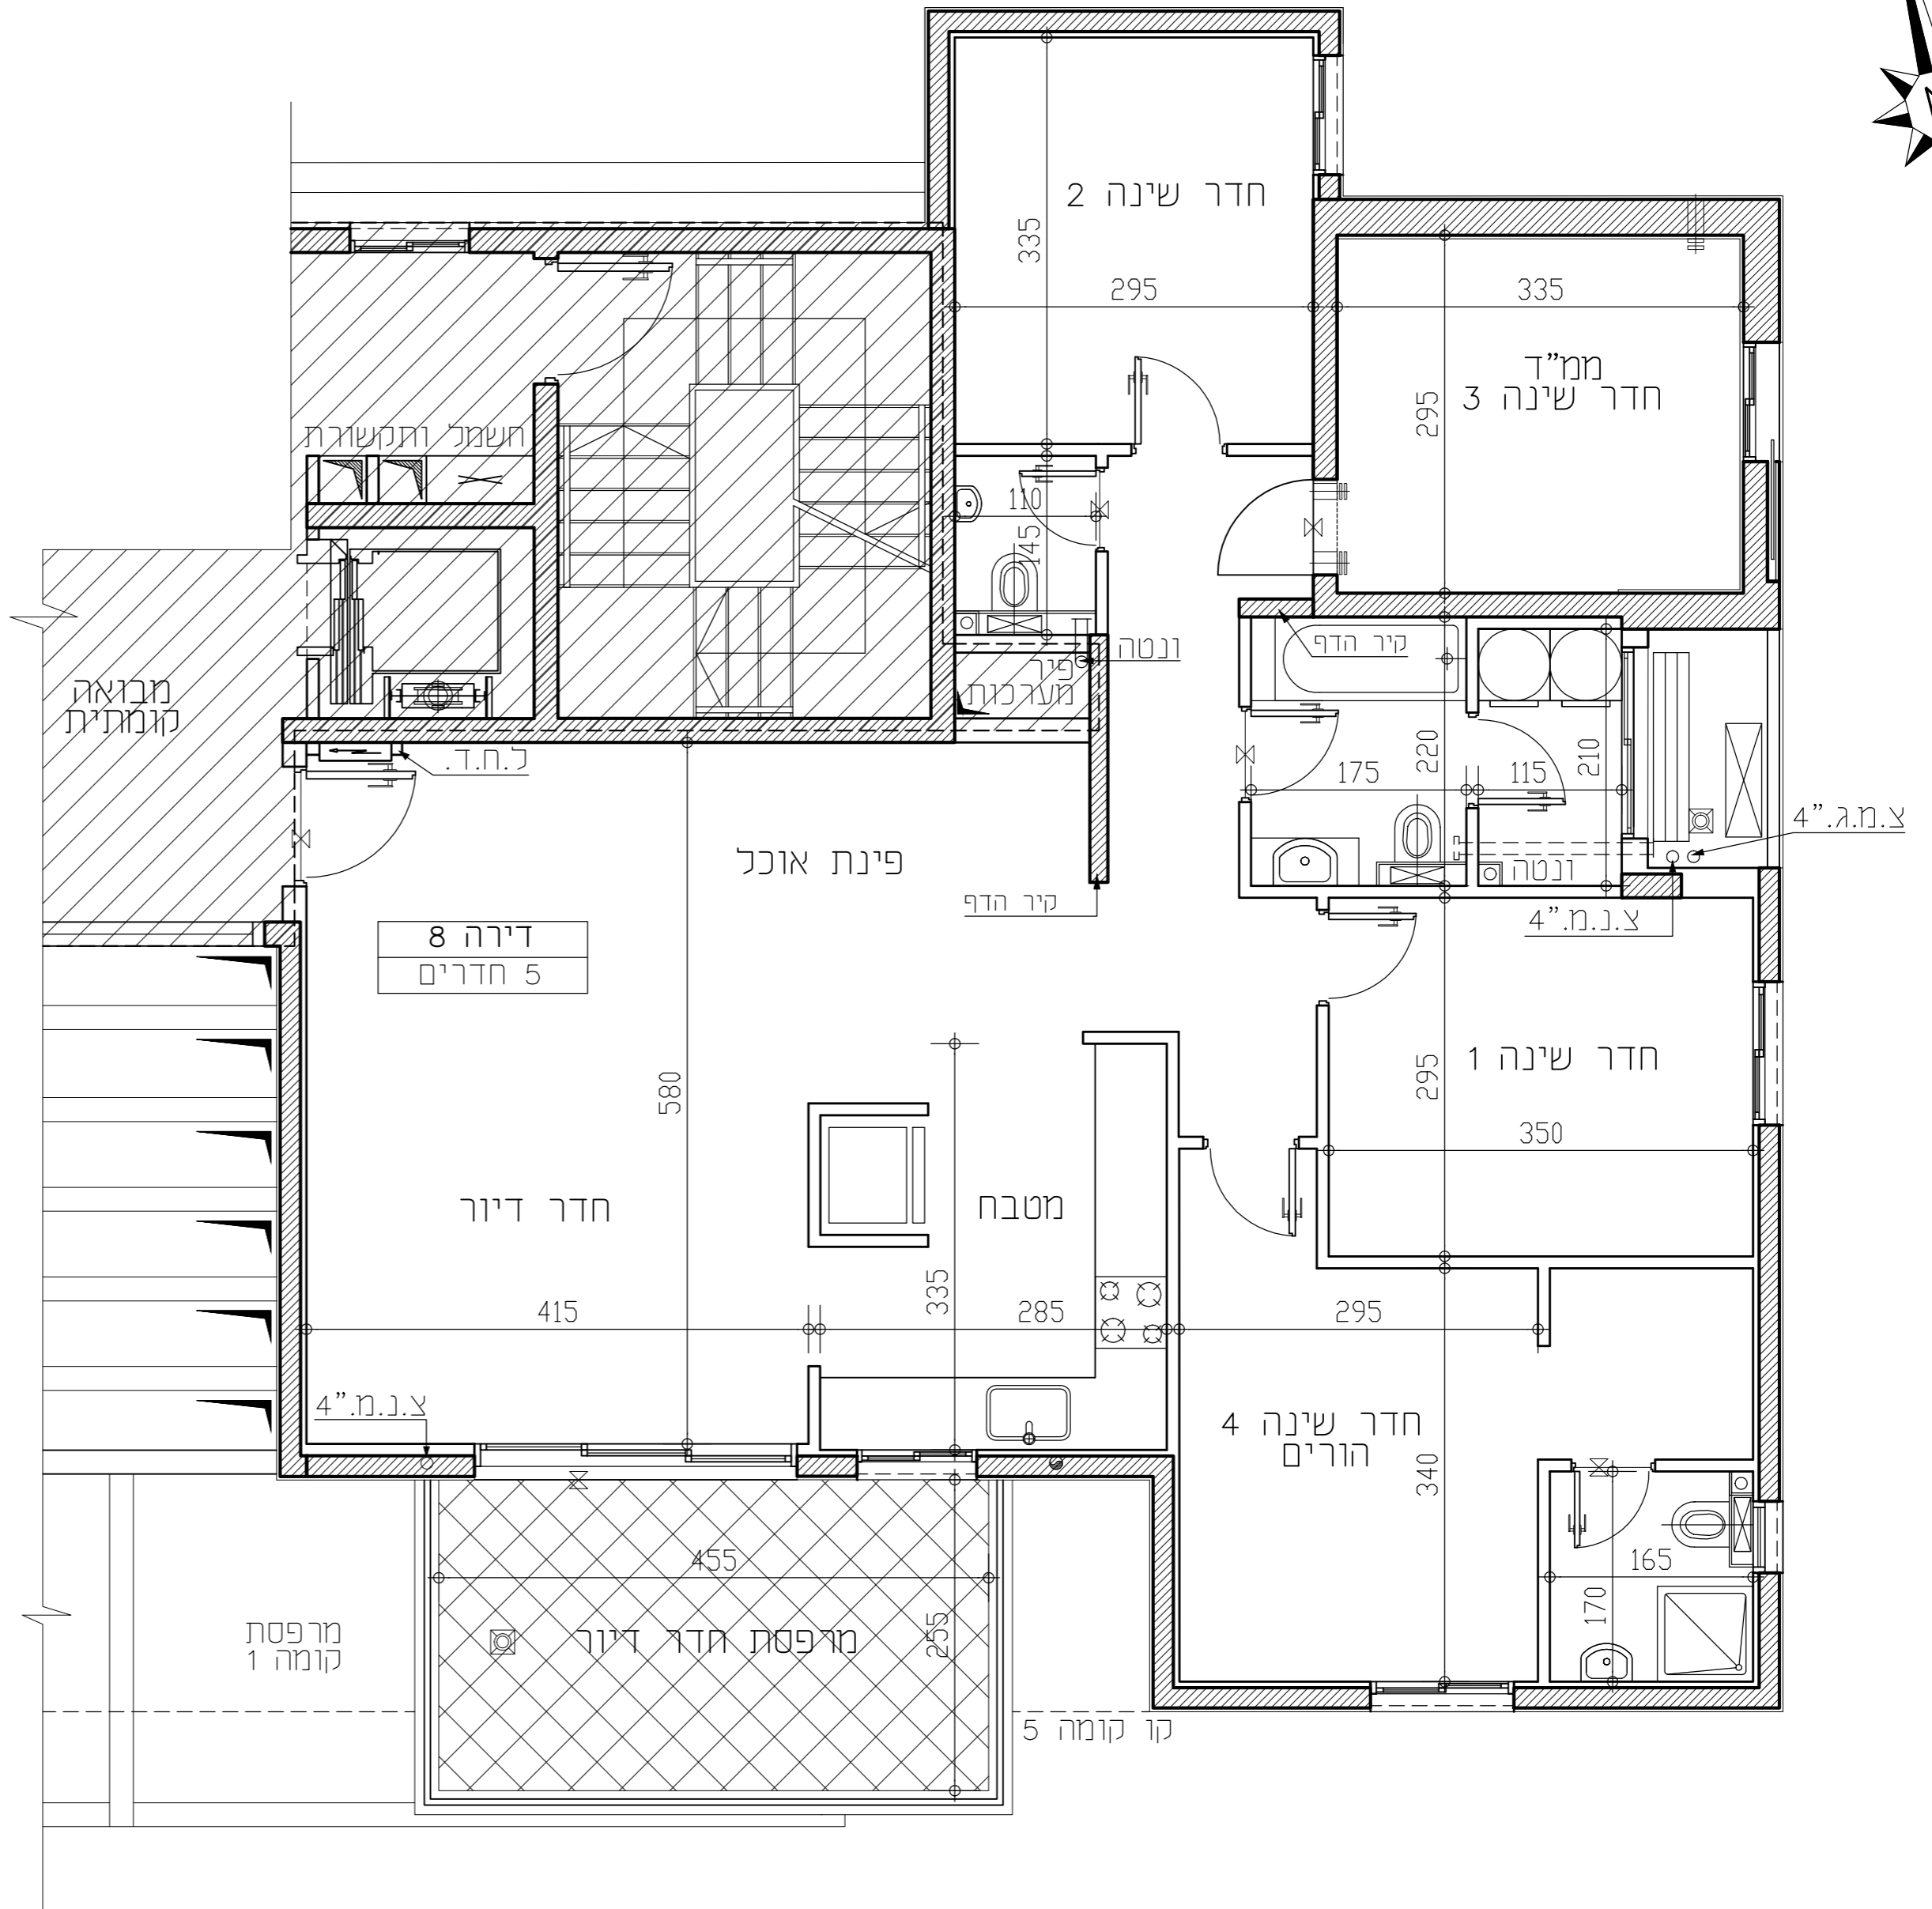 חדר שינה 2
335
295
335
ממ"ד
חדר שינה 3
295
חשמל ותקשורת
110
145
קיר הדף
ונטה
פיר
מערכות
מבואה
קומתית
ל.ח.ד.
175
220
115
210
צ.מ.ג."4
ונטה
צ.נ.מ."4
פינת אוכל
קיר הדף
דירה 8
5 חדרים
חדר שינה 1
295
350
580
חדר דיור
מטבח
335
415
285
295
צ.נ.מ."4
חדר שינה 4
הורים
340
165
170
455
255
מרפסת חדר דיור
מרפסת
קומה 1
קו קומה 5